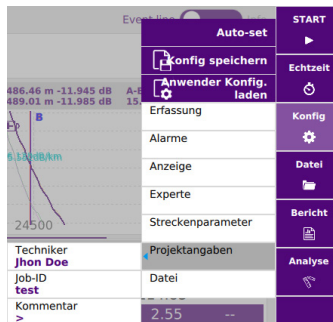 Event line
START
Auto-set
Konfig speichern
Echtzeit
Anwender Konfig.
laden
486.46 m -11.945 dB
489.01 m -11.985 dB
Erfassung
B
Konfig
Alarme
Anzeige
Datei
Experte
24500
Streckenparameter
Bericht
Projektangaben
Techniker
Jhon Doe
Analyse
Job-ID
test
Datei
Kommentar
>
2.55 --